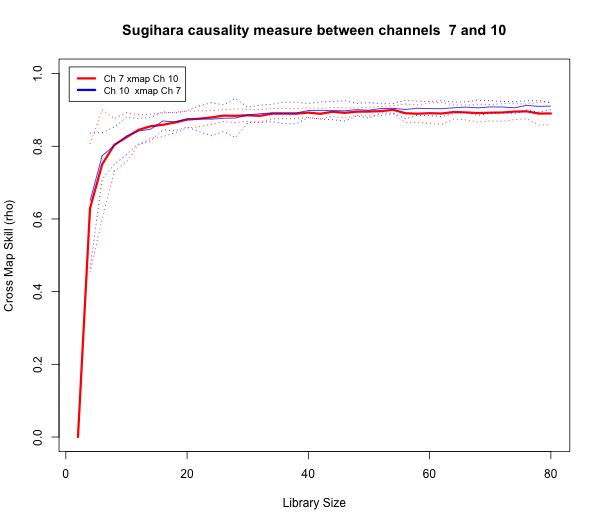 Sugihara causality measure between channels  7 and 10
Ch 7 xmap Ch 10
Ch 10  xmap Ch 7
Cross Map Skill (rho)
1.0
0.8
0.6
0.4
0.2
0.0
0 20 40 60 80
Library Size